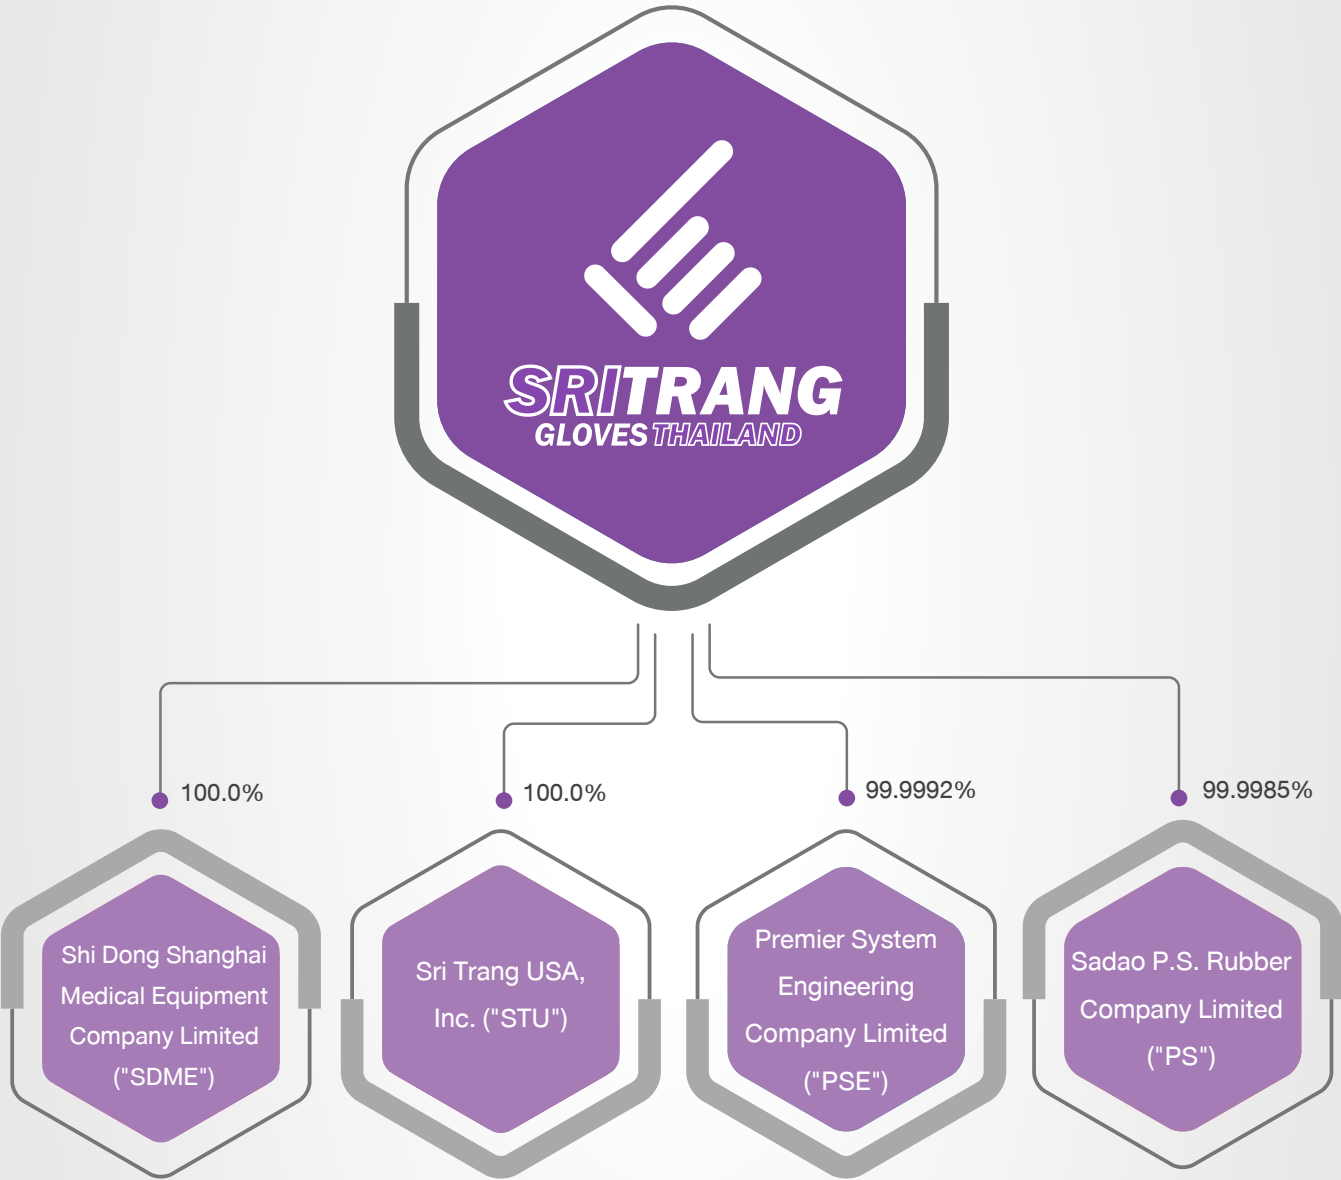 SRITRANG
GLOVES THAILAND
100.0%
100.0%
99.9992%
99.9985%
Shi Dong Shanghai
Medical Equipment
Company Limited
("SDME")
Sri Trang USA,
Inc. ("STU")
Premier System
Engineering
Company Limited
("PSE")
Sadao P.S. Rubber
Company Limited
("PS")